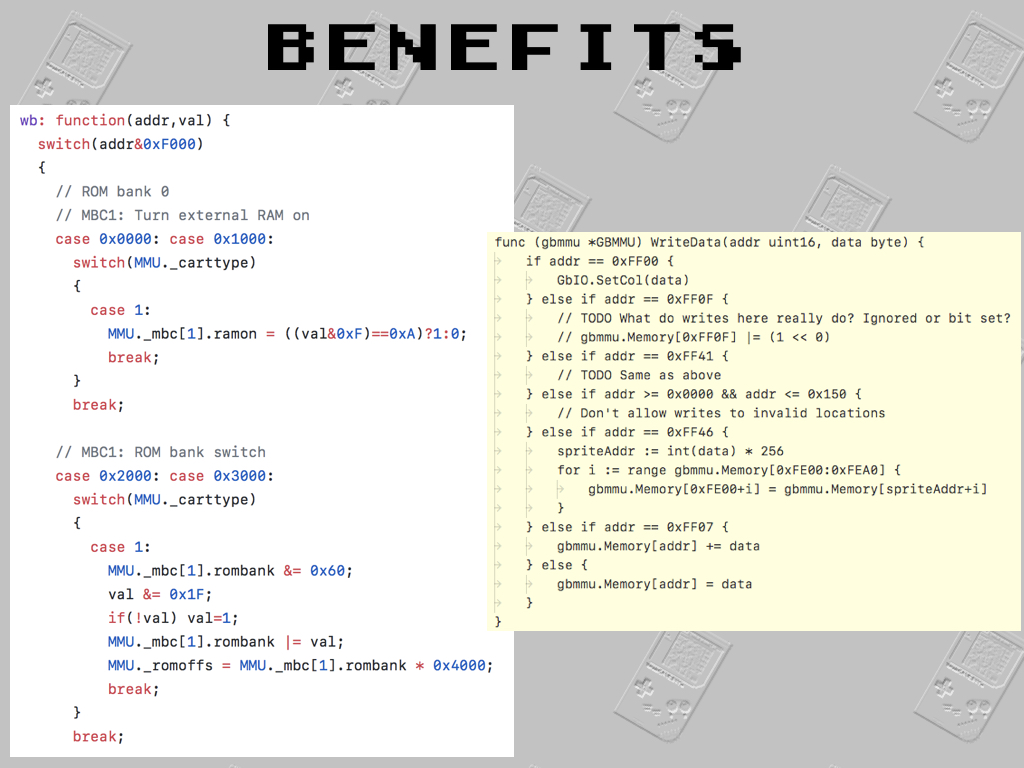 BENEFITS
wb: function(addr,val) {
  switch(addr&0xF000)
  {
    // ROM bank 0
    // MBC1: Turn external RAM on
    case 0x0000: case 0x1000:
      switch(MMU._carttype)
      {
        case 1:
          MMU._mbc[1].ramon = ((val&0xF)==0xA)?1:0;
          break;
      }
      break;

    // MBC1: ROM bank switch
    case 0x2000: case 0x3000:
      switch(MMU._carttype)
      {
        case 1:
          MMU._mbc[1].rombank &= 0x60;
          val &= 0x1F;
          if(!val) val=1;
          MMU._mbc[1].rombank |= val;
          MMU._romoffs = MMU._mbc[1].rombank * 0x4000;
          break;
      }
      break;
func (gbmmu *GBMMU) WriteData(addr uint16, data byte) {
    if addr == 0xFF00 {
        GbIO.SetCol(data)
    } else if addr == 0xFF0F {
        // TODO What do writes here really do? Ignored or bit set?
        // gbmmu.Memory[0xFF0F] |= (1 << 0)
    } else if addr == 0xFF41 {
        // TODO Same as above
    } else if addr >= 0x0000 && addr <= 0x150 {
        // Don't allow writes to invalid locations
    } else if addr == 0xFF46 {
        spriteAddr := int(data) * 256
        for i := range gbmmu.Memory[0xFE00:0xFEA0] {
            gbmmu.Memory[0xFE00+i] = gbmmu.Memory[spriteAddr+i]
        }
    } else if addr == 0xFF07 {
        gbmmu.Memory[addr] += data
    } else {
        gbmmu.Memory[addr] = data
    }
}